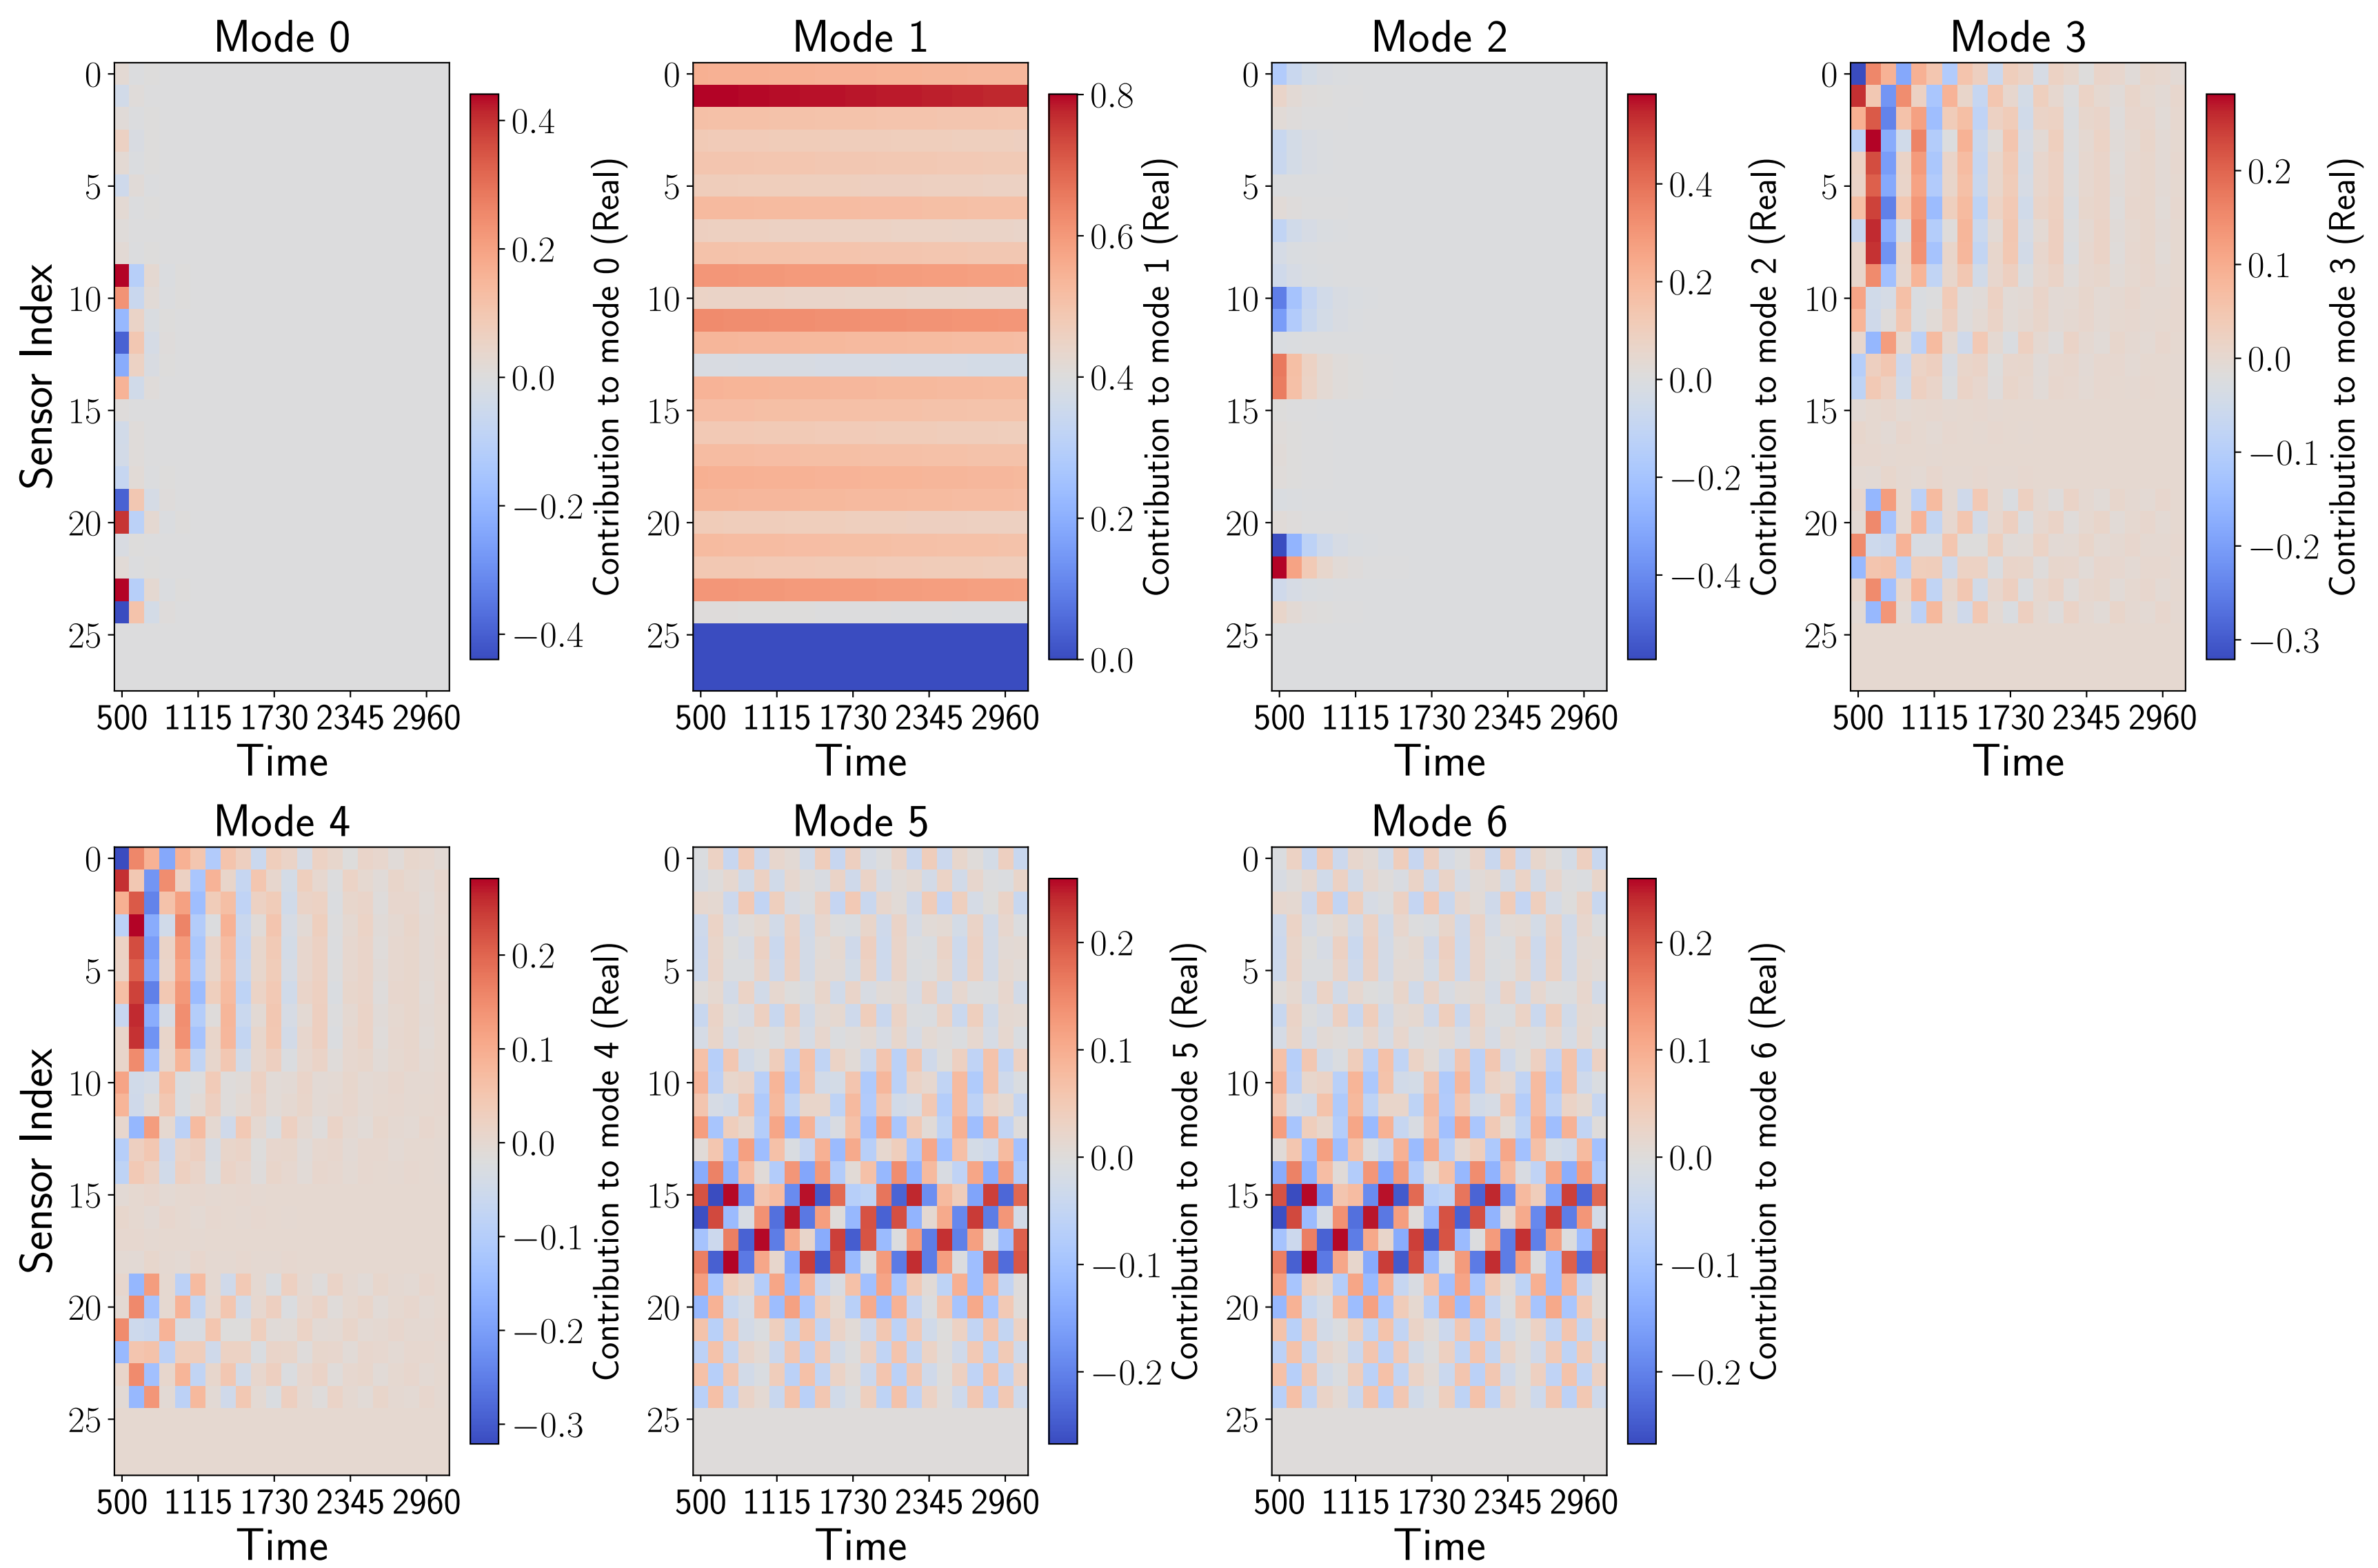 Mode 0
Mode 1
Mode 2
Mode 3
Sensor Index
0
5
10
15
20
25
500 1115 1730 2345 2960
Time
0.4
0.2
0.0
−0.2
−0.4
Contribution to mode 0 (Real)
0
5
10
15
20
25
500 1115 1730 2345 2960
Time
0.8
0.6
0.4
0.2
0.0
Contribution to mode 1 (Real)
0
5
10
15
20
25
500 1115 1730 2345 2960
Time
0.4
0.2
0.0
−0.2
−0.4
Contribution to mode 2 (Real)
0
5
10
15
20
25
500 1115 1730 2345 2960
Time
0.2
0.1
0.0
−0.1
−0.2
−0.3
Contribution to mode 3 (Real)
Mode 4
Mode 5
Mode 6
Sensor Index
0
5
10
15
20
25
500 1115 1730 2345 2960
Time
0.2
0.1
0.0
−0.1
−0.2
−0.3
Contribution to mode 4 (Real)
0
5
10
15
20
25
500 1115 1730 2345 2960
Time
0.2
0.1
0.0
−0.1
−0.2
Contribution to mode 5 (Real)
0
5
10
15
20
25
500 1115 1730 2345 2960
Time
0.2
0.1
0.0
−0.1
−0.2
Contribution to mode 6 (Real)